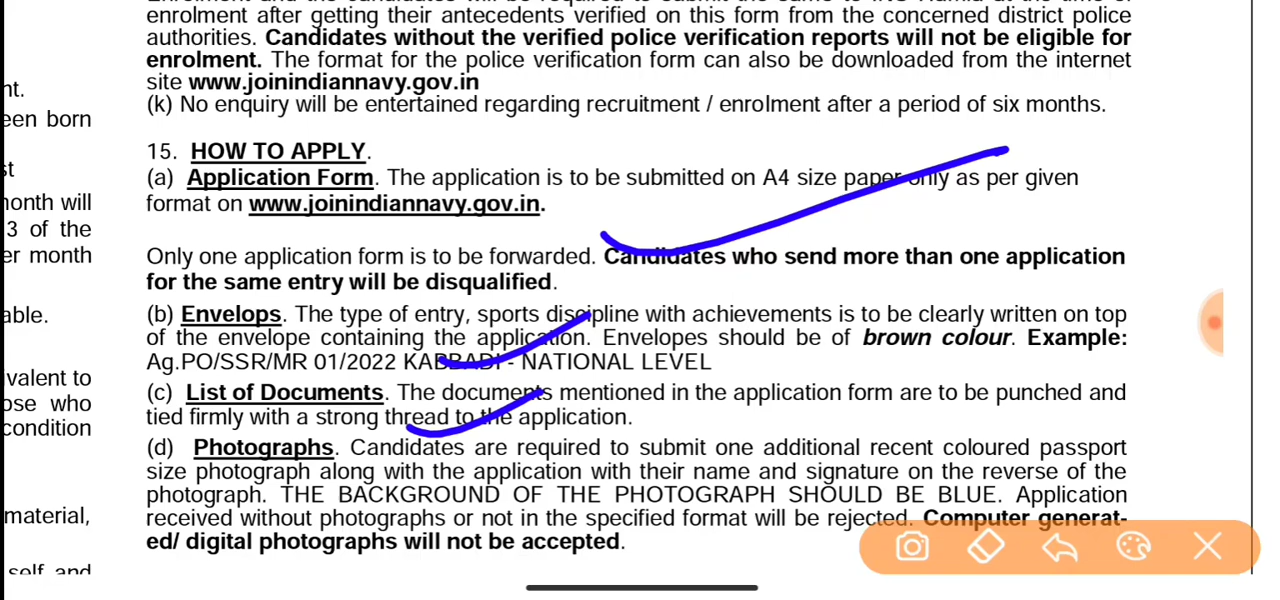 enrolment after getting their antecedents verified on this form from the concerned district police
authorities. Candidates without the verified police verification reports will not be eligible for
enrolment. The format for the police verification form can also be downloaded from the internet
site www.joinindiannavy.gov.in
(k) No enquiry will be entertained regarding recruitment / enrolment after a period of six months.
15. HOW TO APPLY.
(a) Application Form. The application is to be submitted on A4 size paper only as per given
format on www.joinindiannavy.gov.in.
Only one application form is to be forwarded. Candidates who send more than one application
for the same entry will be disqualified.
(b) Envelops. The type of entry, sports discipline with achievements is to be clearly written on top
of the envelope containing the application. Envelopes should be of brown colour. Example:
Ag.PO/SSR/MR 01/2022 KABBADI - NATIONAL LEVEL
(c) List of Documents. The documents mentioned in the application form are to be punched and
tied firmly with a strong thread to the application.
(d) Photographs. Candidates are required to submit one additional recent coloured passport
size photograph along with the application with their name and signature on the reverse of the
photograph. THE BACKGROUND OF THE PHOTOGRAPH SHOULD BE BLUE. Application
received without photographs or not in the specified format will be rejected. Computer generat-
ed/ digital photographs will not be accepted.
nt.
een born
st
month will
3 of the
er month
able.
ivalent to
ose who
condition
material,
self and